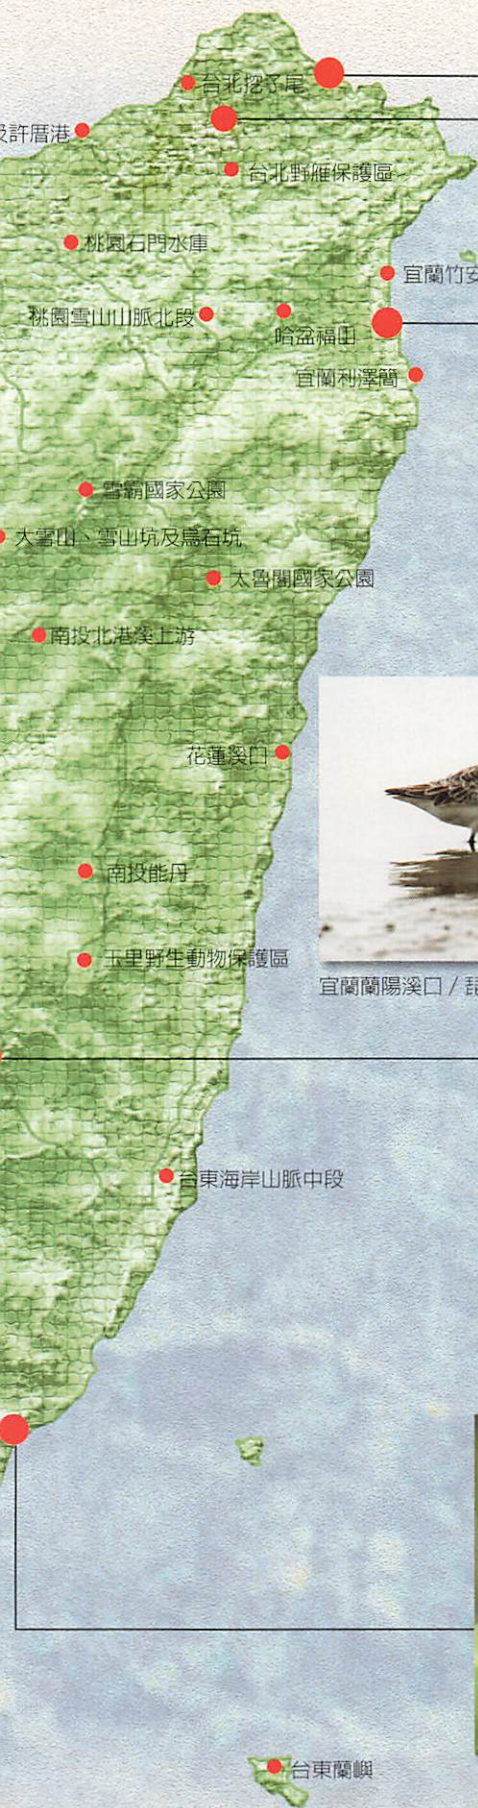 台北挖子尾
許厝港
台北野雁保護區
桃園石門水庫
宜蘭竹安
桃園雪山山脈北段
哈盆福山
宜蘭利澤簡
雪霸國家公園
大雪山、雪山坑及烏石坑
太魯閣國家公園
南投北港溪上游
花蓮溪口
南投能丹
玉里野生動物保護區
宜蘭蘭陽溪口 /
台東海岸山脈中段
台東蘭嶼